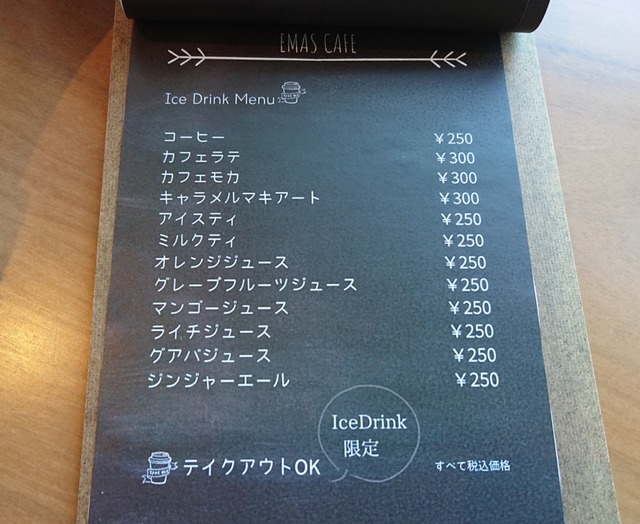 EMAS CAFE
Ice Drink Menu
コーヒー ￥250
カフェラテ ￥300
カフェモカ ￥300
キャラメルマキアート ￥300
アイスティ ￥250
ミルクティ ￥250
オレンジジュース ￥250
グレープフルーツジュース ￥250
マンゴージュース ￥250
ライチジュース ￥250
グアバジュース ￥250
ジンジャーエール ￥250
IceDrink
限定
テイクアウトOK
すべて税込価格